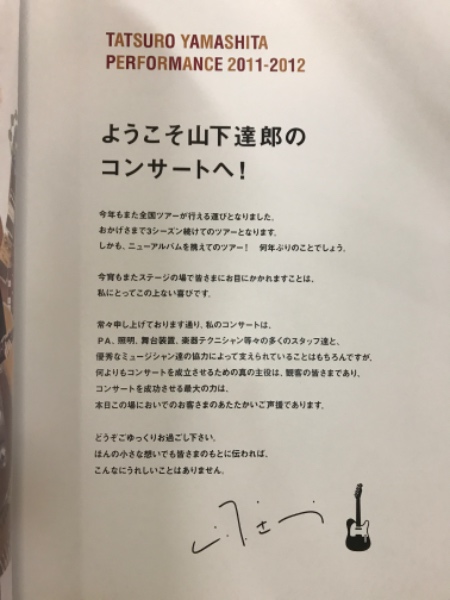 TATSURO YAMASHITA
PERFORMANCE 2011-2012
ようこそ山下達郎の
コンサートへ！
今年もまた全国ツアーが行える運びとなりました。
おかげさまで3シーズン続けてのツアーとなります。
しかも、ニューアルバムを携えてのツアー！　何年ぶりのことでしょう。
今宵もまたステージの場で皆さまにお目にかかれますことは、
私にとってこの上ない喜びです。
常々申し上げております通り、私のコンサートは、
PA、照明、舞台装置、楽器テクニシャン等々の多くのスタッフ達と、
優秀なミュージシャン達の協力によって支えられていることはもちろんですが、
何よりもコンサートを成立させるための真の主役は、観客の皆さまであり、
コンサートを成功させる最大の力は、
本日この場においでのお客さまのあたたかいご声援であります。
どうぞごゆっくりお過ごし下さい。
ほんの小さな想いでも皆さまのもとに伝われば、
こんなにうれしいことはありません。